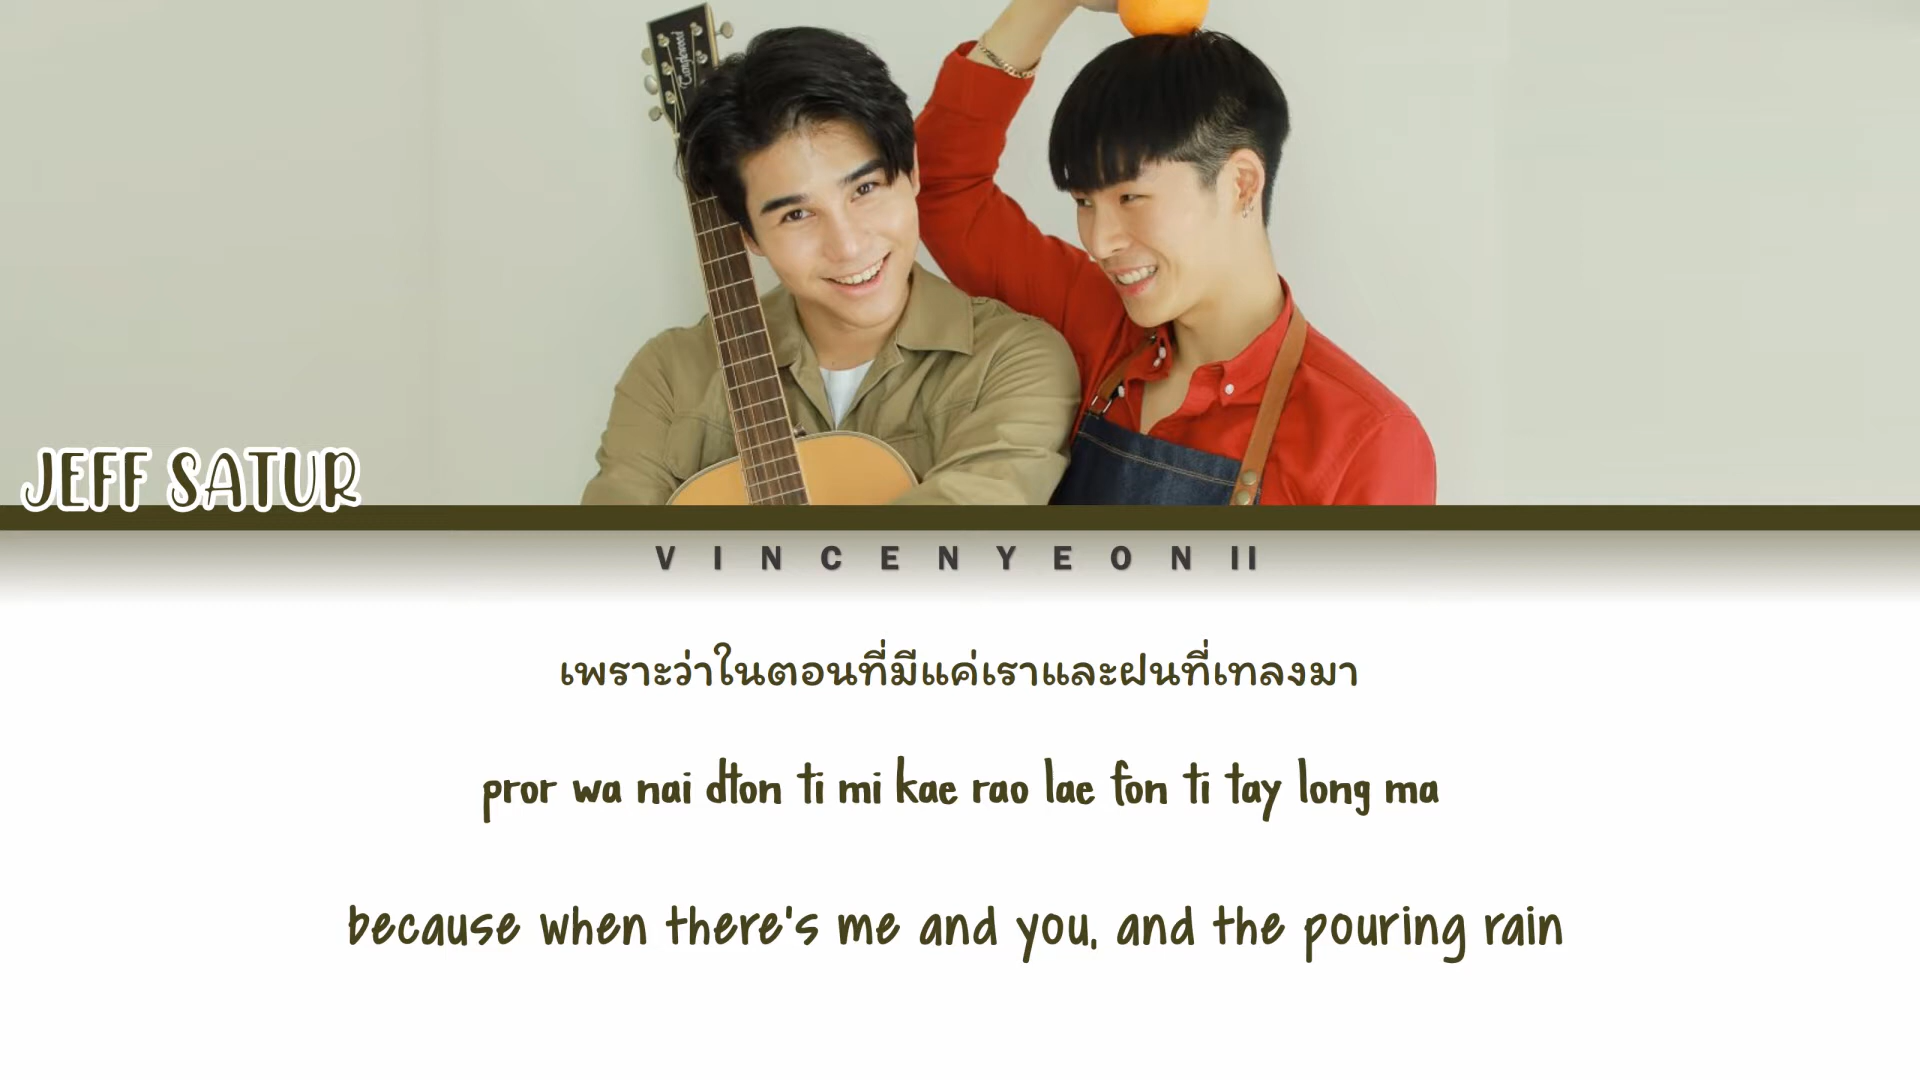 Tanglewood
JEFF SATUR
VINCENYEON II
เพราะว่าในตอนที่มีแค่เราและฝนที่เทลงมา
pror wa nai dton ti mi kae rao lae fon ti tay long ma
because when there's me and you, and the pouring rain